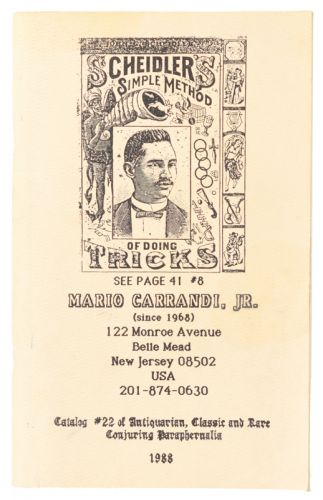 SCHEIDLER'S
SIMPLE METHOD
OF DOING
TRICKS
SEE PAGE 41 #8
MARIO CARRANDI, JR.
(since 1968)
122 Monroe Avenue
Belle Mead
New Jersey 08502
USA
201-874-0630
Catalog #22 of Antiquarian, Classic and Rare
Conjuring Paraphernalia
1988